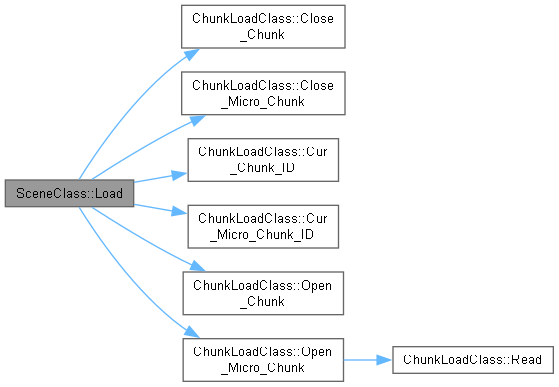 ChunkLoadClass::Close
_Chunk
ChunkLoadClass::Close
_Micro_Chunk
ChunkLoadClass::Cur
_Chunk_ID
SceneClass::Load
ChunkLoadClass::Cur
_Micro_Chunk_ID
ChunkLoadClass::Open
_Chunk
ChunkLoadClass::Open
_Micro_Chunk
ChunkLoadClass::Read